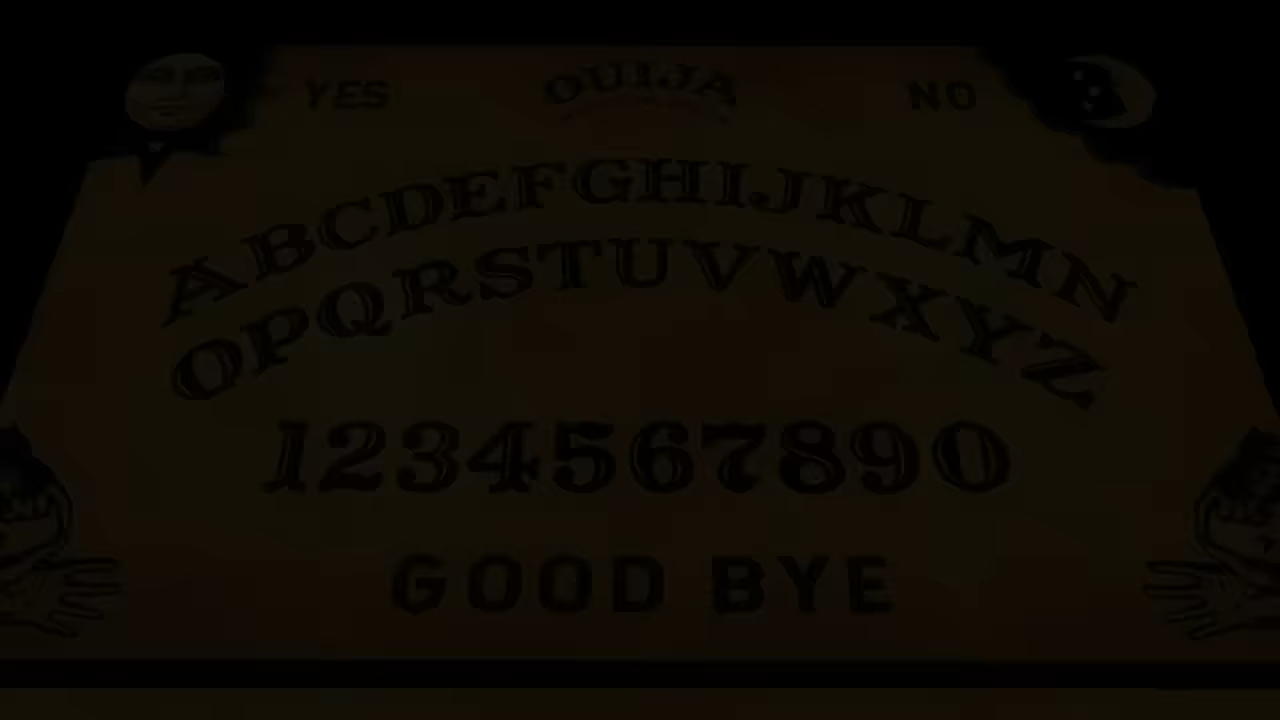 YES OUIJA NO
ABCDEFGHIJKLMN
OPQRSTUVWXYZ
1234567890
GOOD BYE